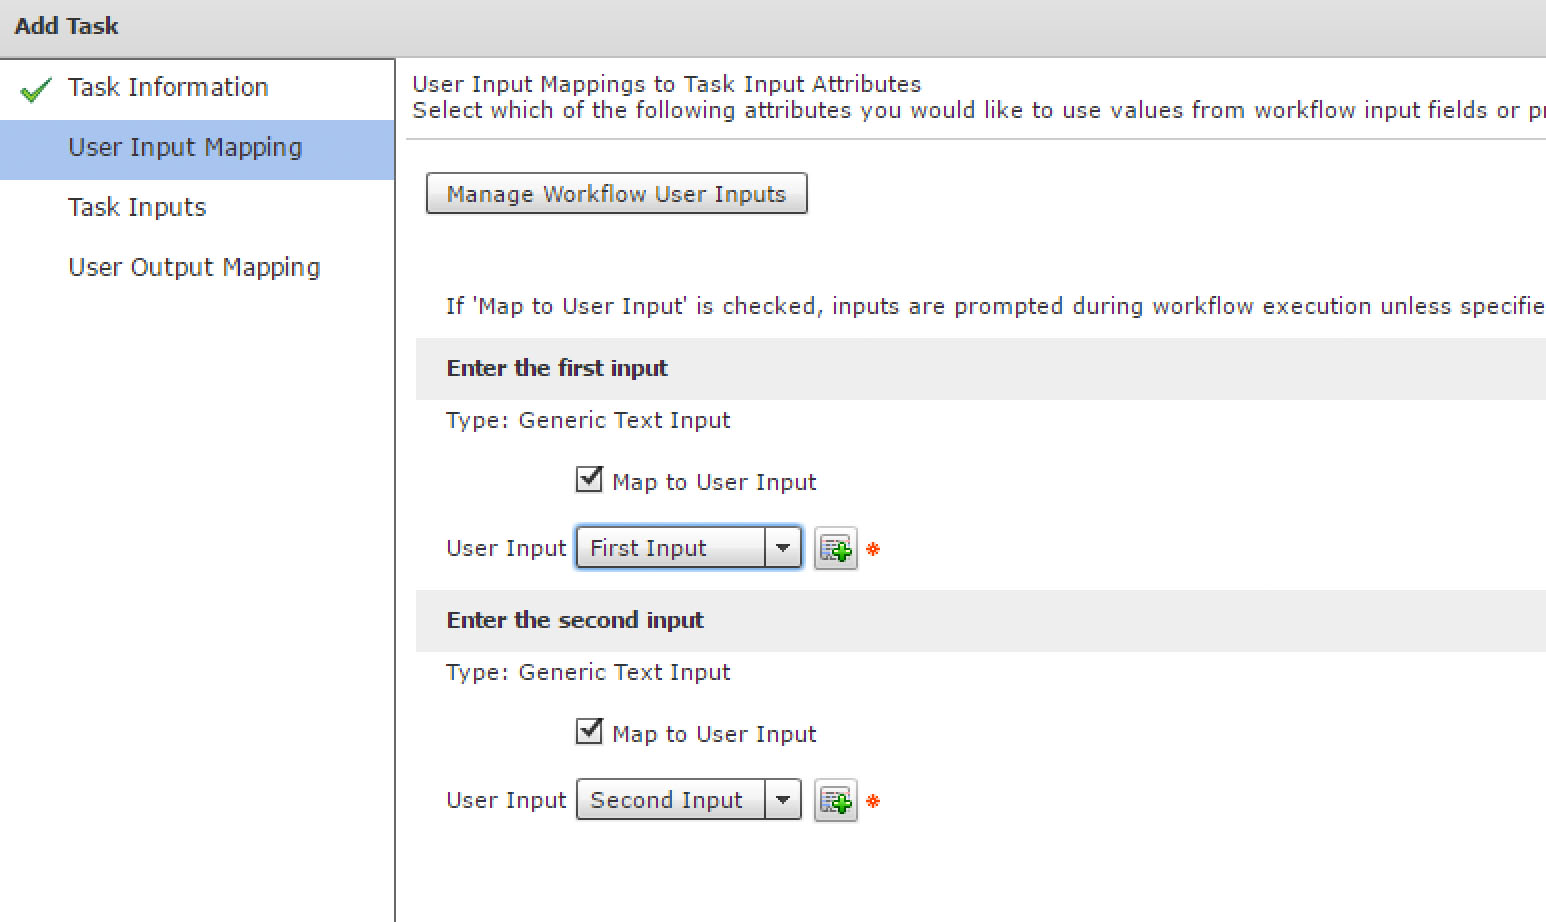 Add Task
Task Information
User Input Mapping
Task Inputs
User Output Mapping
User Input Mappings to Task Input Attributes
Select which of the following attributes you would like to use values from workflow input fields or
Manage Workflow User Inputs
If 'Map to User Input' is checked, inputs are prompted during workflow execution unless
Enter the first input
Type: Generic Text Input
Map to User Input
User Input First Input
Enter the second input
Type: Generic Text Input
Map to User Input
User Input Second Input